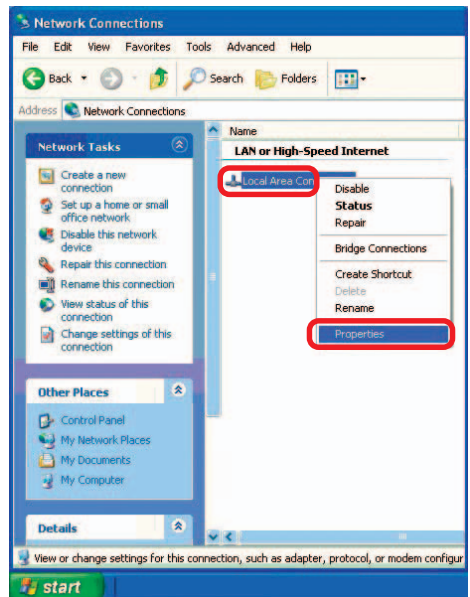 Network Connections
File Edit View Favorites Tools Advanced Help
Back Search Folders
Address Network Connections
Network Tasks
Create a new
connection
Set up a home or small
office network
Disable this network
device
Repair this connection
Rename this connection
View status of this
connection
Change settings of this
connection
Other Places
Control Panel
My Network Places
My Documents
My Computer
Details
Name
LAN or High-Speed Internet
Local Area Con
Disable
Status
Repair
Bridge Connections
Create Shortcut
Delete
Rename
Properties
View or change settings for this connection, such as adapter, protocol, or modem configur
start